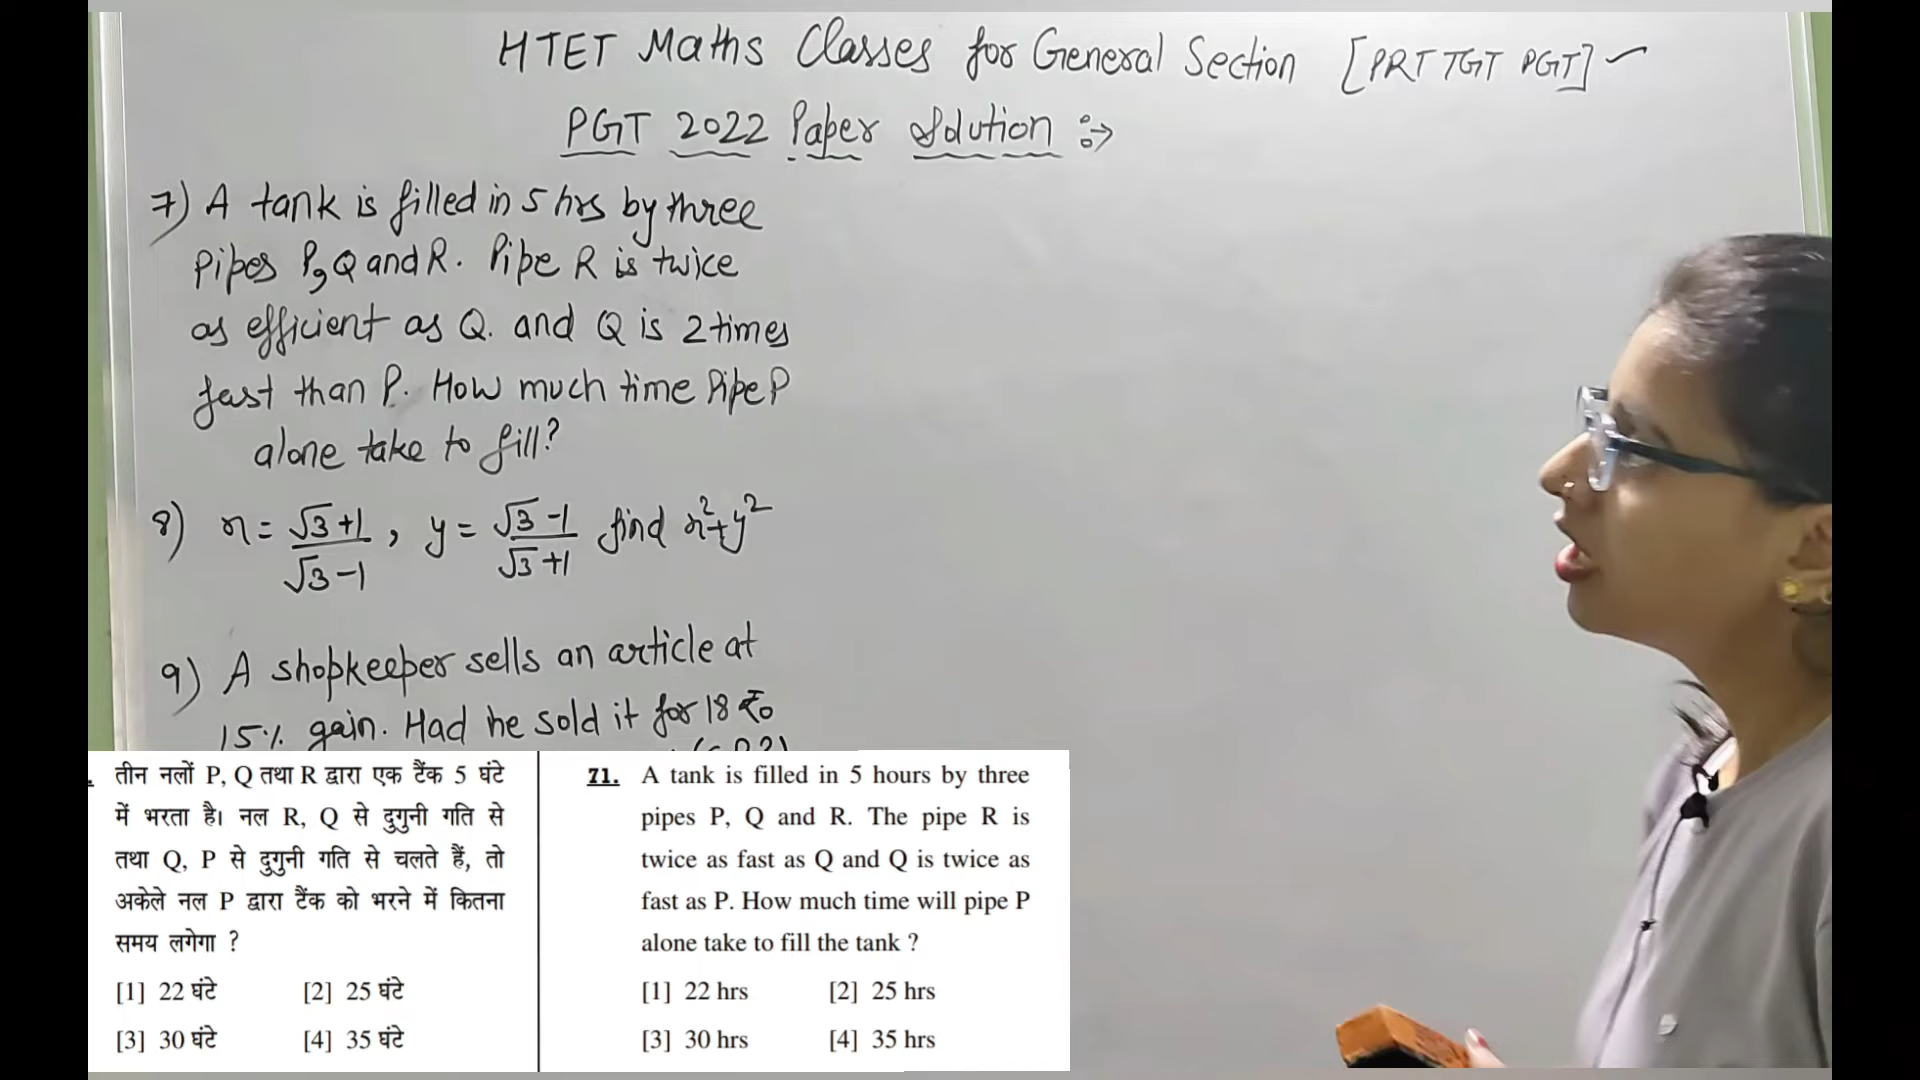 HTET Maths Classes for General Section [PRT TGT PGT]
PGT 2022 Paper Solution :→
7) A tank is filled in 5 hrs by three
Pipes P, Q and R. Pipe R is twice
as efficient as Q. and Q is 2 times
fast than P. How much time Pipe P
alone take to fill?
8) x = √3+1/√3-1, y = √3-1/√3+1 find x²+y²
9) A shopkeeper sells an article at
15% gain. Had he sold it for 18 ₹
तीन नलों P, Q तथा R द्वारा एक टैंक 5 घंटे
में भरता है। नल R, Q से दुगुनी गति से
तथा Q, P से दुगुनी गति से चलते हैं, तो
अकेले नल P द्वारा टैंक को भरने में कितना
समय लगेगा ?
[1] 22 घंटे [2] 25 घंटे
[3] 30 घंटे [4] 35 घंटे
71. A tank is filled in 5 hours by three
pipes P, Q and R. The pipe R is
twice as fast as Q and Q is twice as
fast as P. How much time will pipe P
alone take to fill the tank ?
[1] 22 hrs [2] 25 hrs
[3] 30 hrs [4] 35 hrs